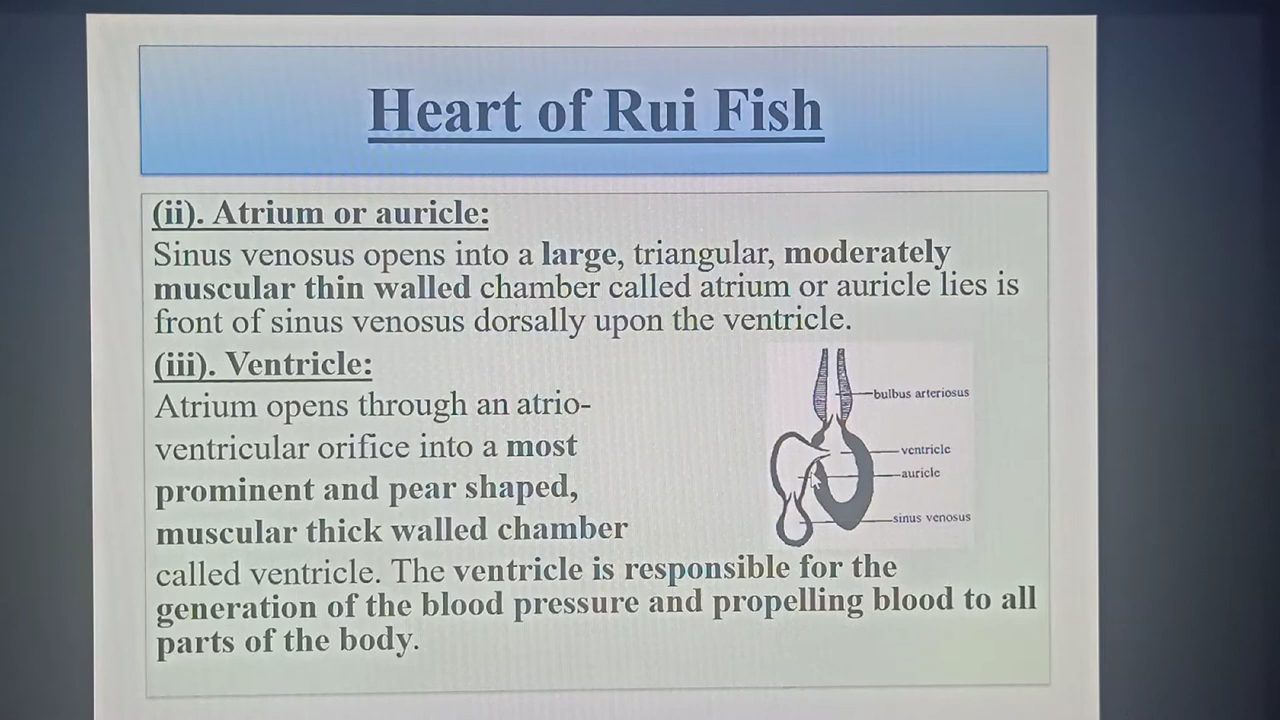 Heart of Rui Fish
(ii). Atrium or auricle:
Sinus venosus opens into a large, triangular, moderately
muscular thin walled chamber called atrium or auricle lies is
front of sinus venosus dorsally upon the ventricle.
(iii). Ventricle:
Atrium opens through an atrio-
ventricular orifice into a most
prominent and pear shaped,
muscular thick walled chamber
called ventricle. The ventricle is responsible for the
generation of the blood pressure and propelling blood to all
parts of the body.
bulbus arteriosus
ventricle
auricle
sinus venosus